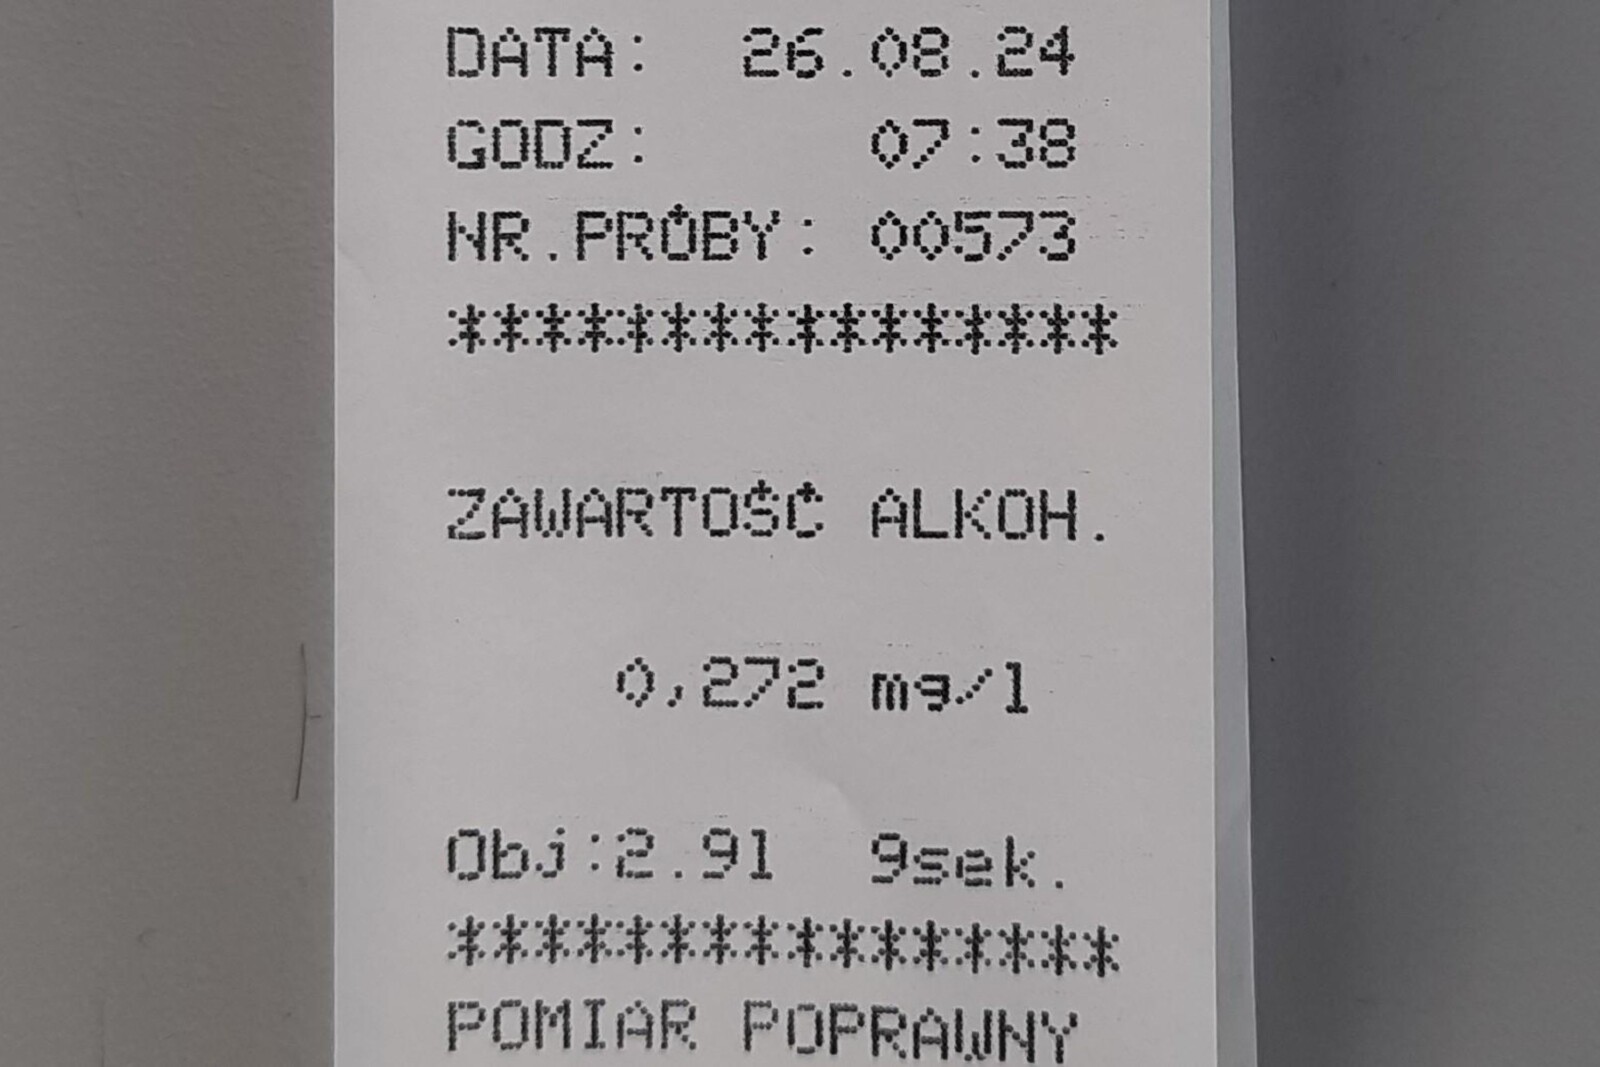 DATA: 26.08.24
GODZ: 07:38
NR.PRÓBY: 00573
****************
ZAWARTOŚĆ ALKOH.
0,272 mg/l
Obj:2.91 9sek.
****************
POMIAR POPRAWNY